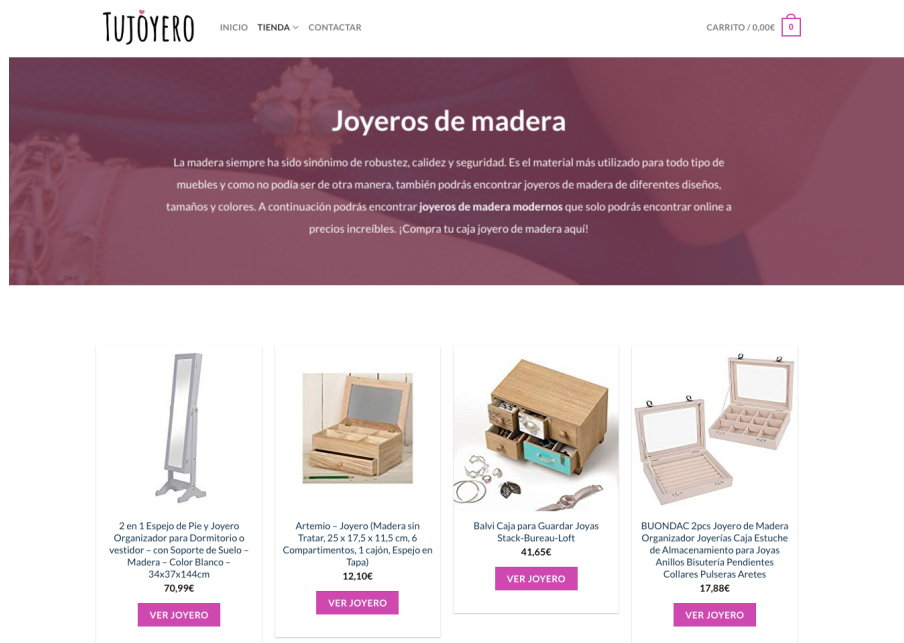 TUJOYERO
INICIO TIENDA CONTACTAR
CARRITO / 0,00€ 0
Joyeros de madera
La madera siempre ha sido sinónimo de robustez, calidez y seguridad. Es el material más utilizado para todo tipo de
muebles y como no podía ser de otra manera, también podrás encontrar joyeros de madera de diferentes diseños,
tamaños y colores. A continuación podrás encontrar joyeros de madera modernos que solo podrás encontrar online a
precios increíbles. ¡Compra tu caja joyero de madera aquí!
2 en 1 Espejo de Pie y Joyero
Organizador para Dormitorio o
vestidor – con Soporte de Suelo –
Madera – Color Blanco –
34x37x144cm
70,99€
VER JOYERO
Artemio – Joyero (Madera sin
Tratar, 25 x 17,5 x 11,5 cm, 6
Compartimentos, 1 cajón, Espejo en
Tapa)
12,10€
VER JOYERO
Balvi Caja para Guardar Joyas
Stack-Bureau-Loft
41,65€
VER JOYERO
BUONDAC 2pcs Joyero de Madera
Organizador Joyerías Caja Estuche
de Almacenamiento para Joyas
Anillos Bisutería Pendientes
Collares Pulseras Aretes
17,88€
VER JOYERO